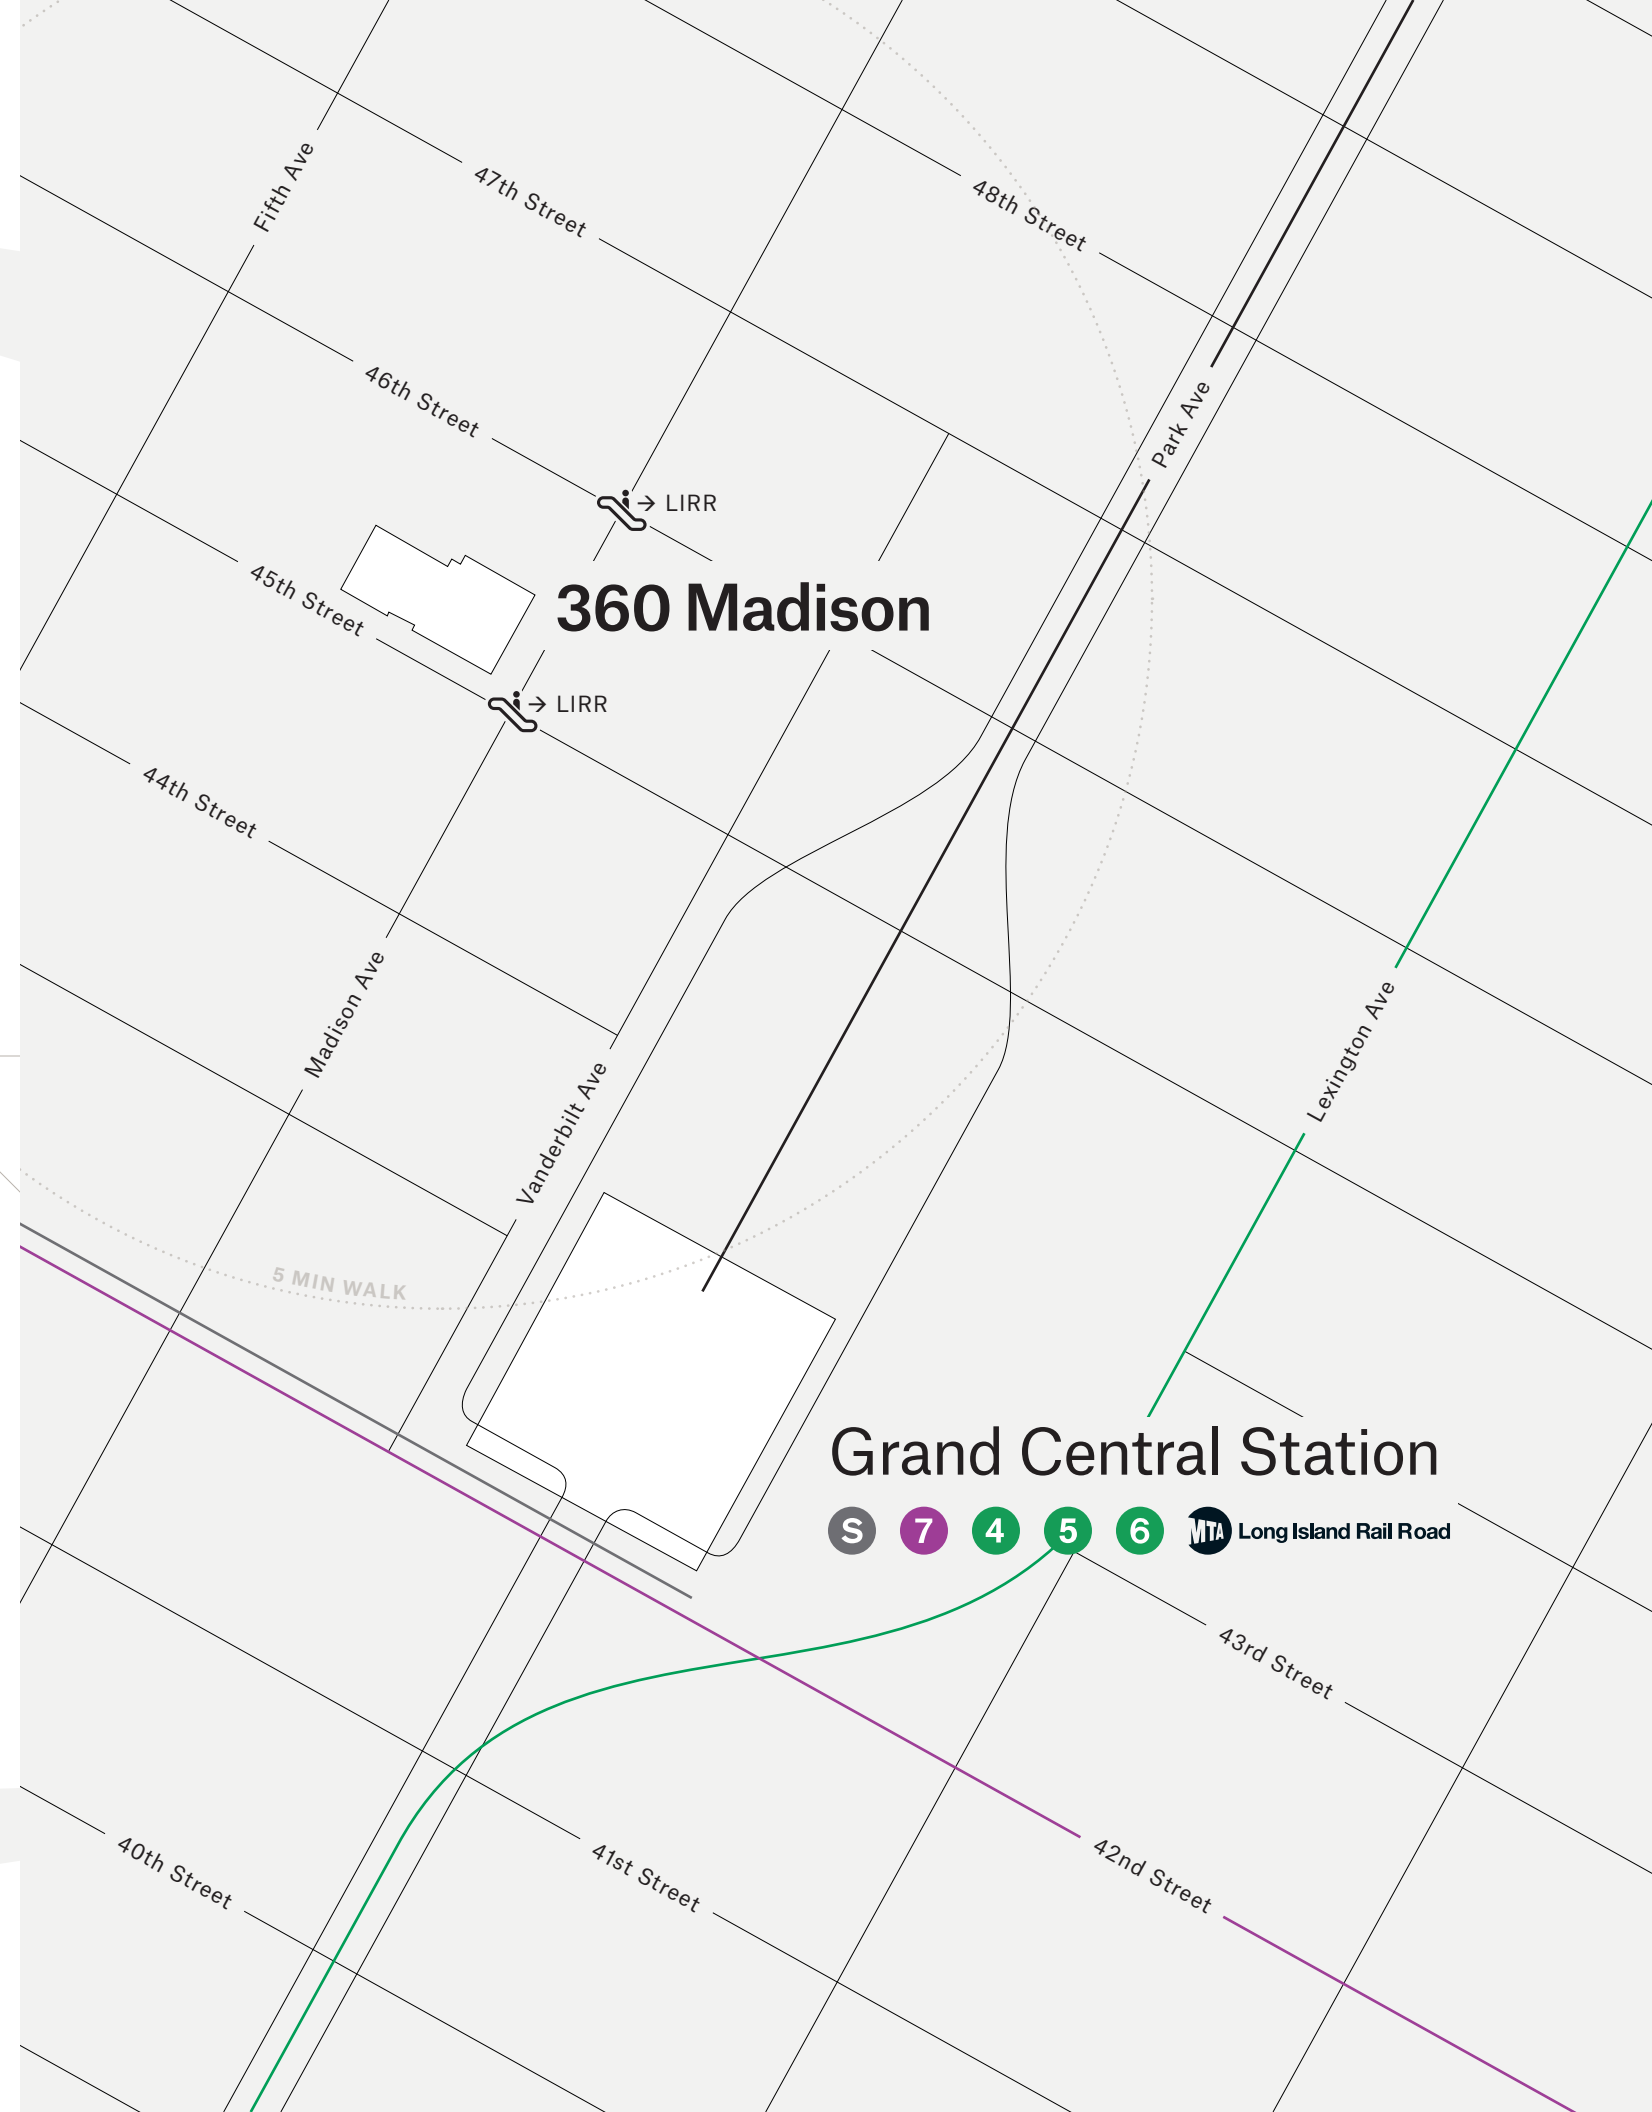 Fifth Ave
47th Street
48th Street
46th Street
Park Ave
LIRR
45th Street
360 Madison
LIRR
44th Street
Madison Ave
Lexington Ave
Vanderbilt Ave
5 MIN WALK
Grand Central Station
S 7 4 5 6 MTA Long Island Rail Road
43rd Street
40th Street
41st Street
42nd Street